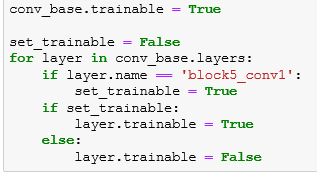 conv_base.trainable = True
set_trainable = False
for layer in conv_base.layers:
    if layer.name == 'block5_conv1':
        set_trainable = True
    if set_trainable:
        layer.trainable = True
    else:
        layer.trainable = False